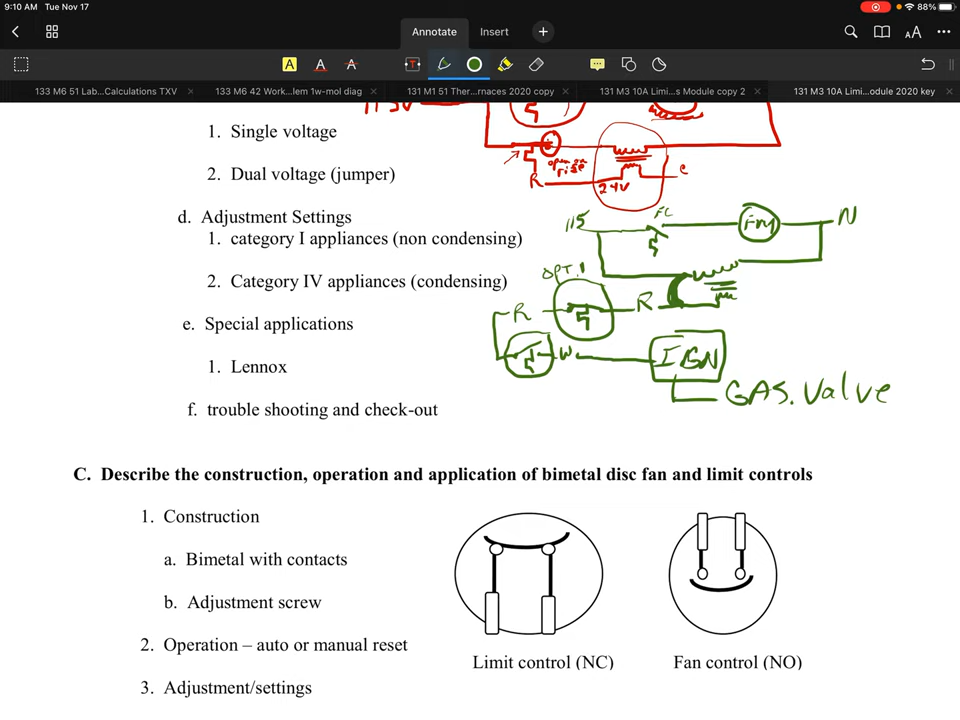 9:10 AM Tue Nov 17
88%
Annotate
Insert
133 M6 51 Lab...Calculations TXV
133 M6 42 Work...lem 1w-mol diag
131 M1 51 Ther...rnaces 2020 copy
131 M3 10A Limi...s Module copy 2
131 M3 10A Limi...odule 2020 key
1. Single voltage
open on
rise
R
24V
c
2. Dual voltage (jumper)
d. Adjustment Settings
115
FC
FM
N
1. category I appliances (non condensing)
OPT. 1
2. Category IV appliances (condensing)
R
R
e. Special applications
W
IGN
1. Lennox
GAS. Valve
f. trouble shooting and check-out
C. Describe the construction, operation and application of bimetal disc fan and limit controls
1. Construction
a. Bimetal with contacts
b. Adjustment screw
2. Operation – auto or manual reset
Limit control (NC)
Fan control (NO)
3. Adjustment/settings